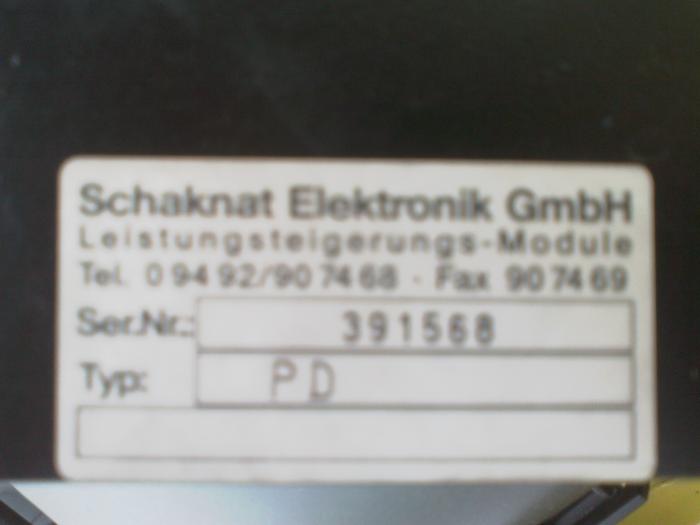 Schaknat Elektronik GmbH
Leistungsteigerungs-Module
Tel. 0 94 92/90 74 68 · Fax 90 74 69
Ser.Nr.: 391568
Typ: PD